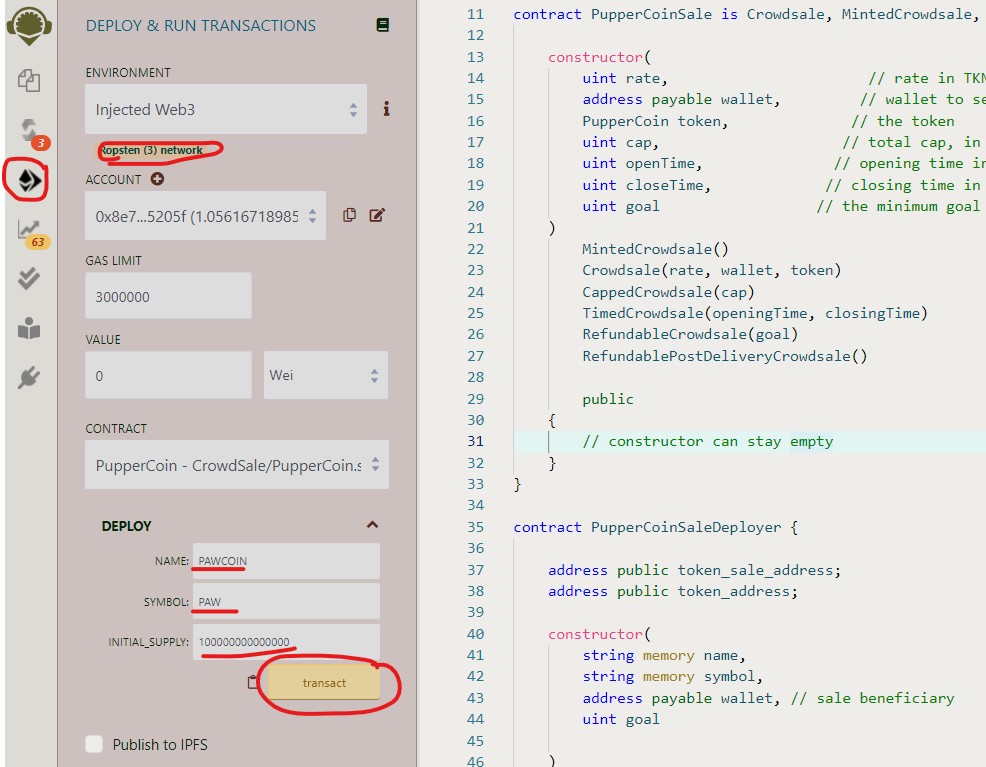 DEPLOY & RUN TRANSACTIONS
ENVIRONMENT
Injected Web3
Ropsten (3) network
3
ACCOUNT
0x8e7...5205f (1.05616718985
63
GAS LIMIT
3000000
VALUE
0
Wei
CONTRACT
PupperCoin - CrowdSale/PupperCoin.s
DEPLOY
NAME: PAWCOIN
SYMBOL: PAW
INITIAL_SUPPLY: 100000000000000
transact
Publish to IPFS
11 contract PupperCoinSale is Crowdsale, MintedCrowdsale,
12
13 constructor(
14 uint rate, // rate in TKN
15 address payable wallet, // wallet to se
16 PupperCoin token, // the token
17 uint cap, // total cap, in
18 uint openTime, // opening time in
19 uint closeTime, // closing time in
20 uint goal // the minimum goal
21 )
22 MintedCrowdsale()
23 Crowdsale(rate, wallet, token)
24 CappedCrowdsale(cap)
25 TimedCrowdsale(openingTime, closingTime)
26 RefundableCrowdsale(goal)
27 RefundablePostDeliveryCrowdsale()
28
29 public
30 {
31 // constructor can stay empty
32 }
33 }
34
35 contract PupperCoinSaleDeployer {
36
37 address public token_sale_address;
38 address public token_address;
39
40 constructor(
41 string memory name,
42 string memory symbol,
43 address payable wallet, // sale beneficiary
44 uint goal
45
46 )